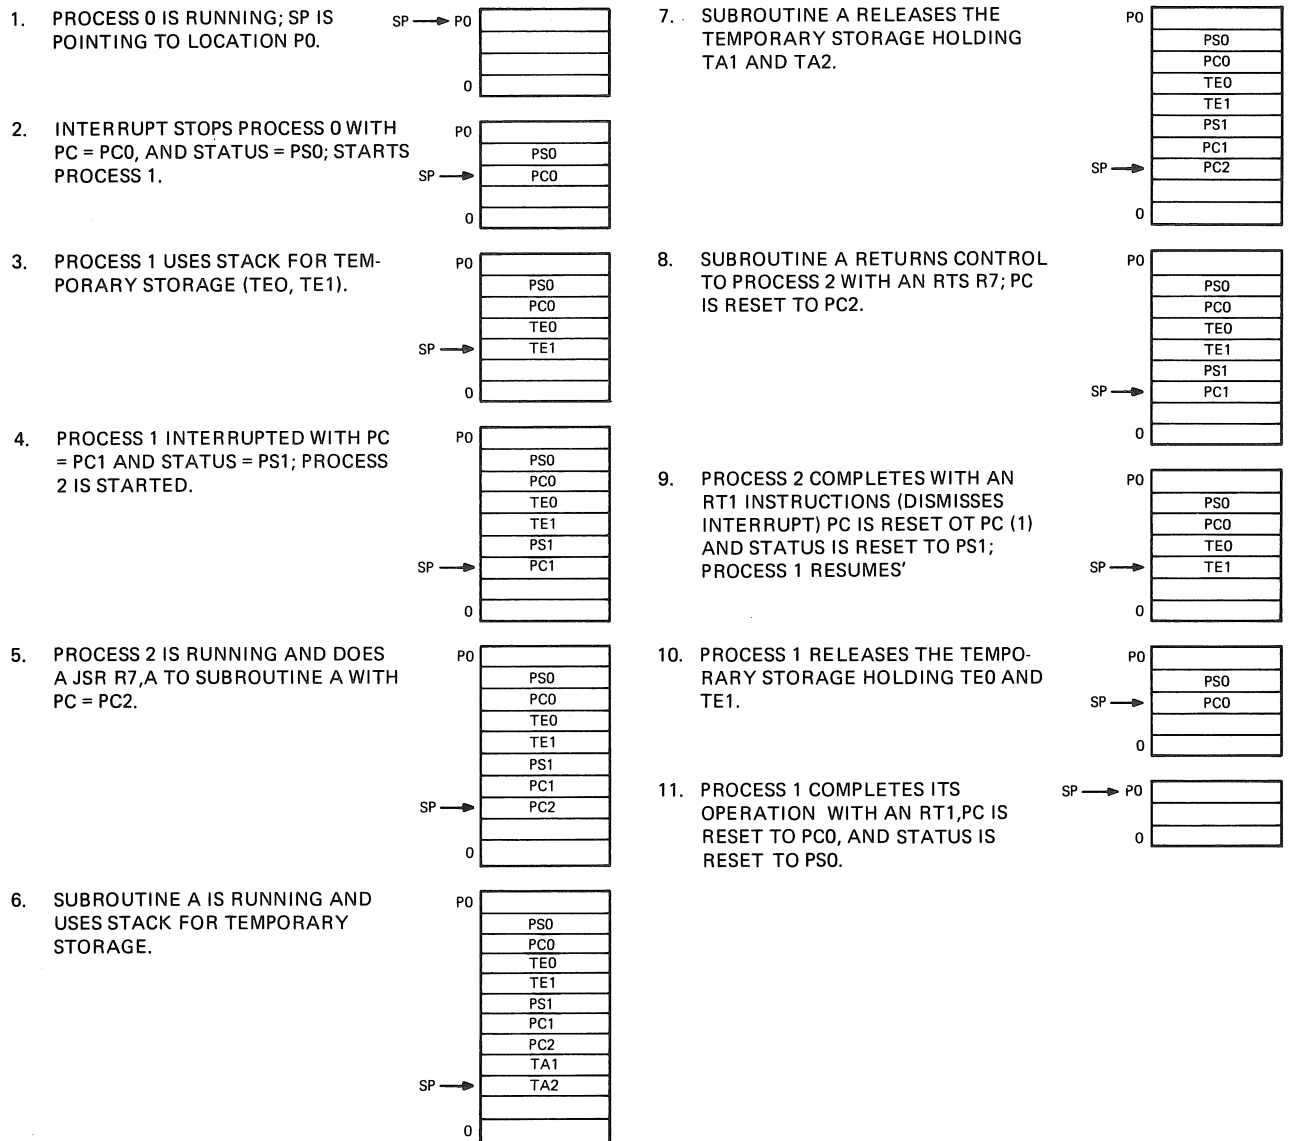 1. PROCESS 0 IS RUNNING; SP IS
POINTING TO LOCATION P0.
SP P0
0
2. INTERRUPT STOPS PROCESS 0 WITH
PC = PC0, AND STATUS = PS0; STARTS
PROCESS 1.
P0
PS0
SP PC0
0
3. PROCESS 1 USES STACK FOR TEM-
PORARY STORAGE (TEO, TE1).
P0
PS0
PC0
TE0
SP TE1
0
4. PROCESS 1 INTERRUPTED WITH PC
= PC1 AND STATUS = PS1; PROCESS
2 IS STARTED.
P0
PS0
PC0
TE0
TE1
PS1
SP PC1
0
5. PROCESS 2 IS RUNNING AND DOES
A JSR R7,A TO SUBROUTINE A WITH
PC = PC2.
P0
PS0
PC0
TE0
TE1
PS1
PC1
SP PC2
0
6. SUBROUTINE A IS RUNNING AND
USES STACK FOR TEMPORARY
STORAGE.
P0
PS0
PC0
TE0
TE1
PS1
PC1
PC2
TA1
SP TA2
0
7. SUBROUTINE A RELEASES THE
TEMPORARY STORAGE HOLDING
TA1 AND TA2.
P0
PS0
PC0
TE0
TE1
PS1
PC1
SP PC2
0
8. SUBROUTINE A RETURNS CONTROL
TO PROCESS 2 WITH AN RTS R7; PC
IS RESET TO PC2.
P0
PS0
PC0
TE0
TE1
PS1
SP PC1
0
9. PROCESS 2 COMPLETES WITH AN
RT1 INSTRUCTIONS (DISMISSES
INTERRUPT) PC IS RESET OT PC (1)
AND STATUS IS RESET TO PS1;
PROCESS 1 RESUMES'
P0
PS0
PC0
TE0
SP TE1
0
10. PROCESS 1 RELEASES THE TEMPO-
RARY STORAGE HOLDING TE0 AND
TE1.
P0
PS0
SP PC0
0
11. PROCESS 1 COMPLETES ITS
OPERATION WITH AN RT1,PC IS
RESET TO PC0, AND STATUS IS
RESET TO PS0.
SP P0
0